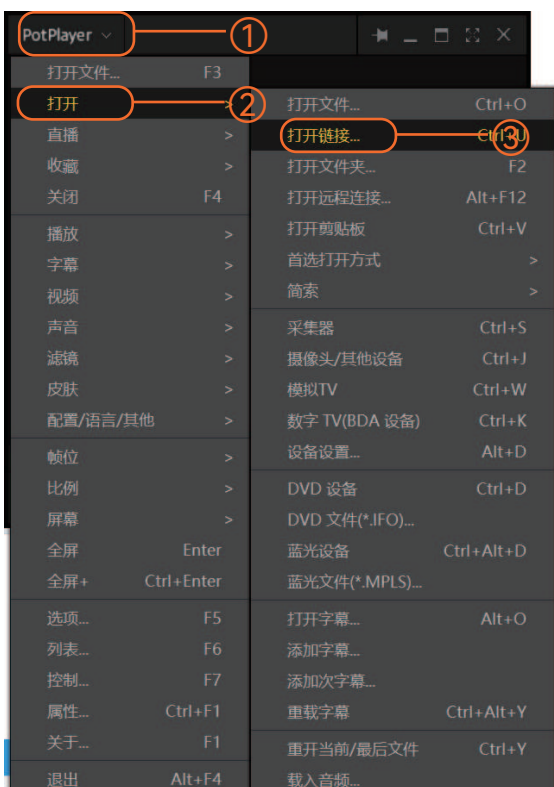 PotPlayer ①
打开文件... F3
打开 > ②
直播 >
收藏 >
关闭 F4
播放 >
字幕 >
视频 >
声音 >
滤镜 >
皮肤 >
配置/语言/其他 >
帧位 >
比例 >
屏幕 >
全屏 Enter
全屏+ Ctrl+Enter
选项... F5
列表... F6
控制... F7
属性... Ctrl+F1
关于... F1
退出 Alt+F4
打开文件... Ctrl+O
打开链接... Ctrl+U ③
打开文件夹... F2
打开远程连接... Alt+F12
打开剪贴板 Ctrl+V
首选打开方式 >
简索 >
采集器 Ctrl+S
摄像头/其他设备 Ctrl+J
模拟TV Ctrl+W
数字 TV(BDA 设备) Ctrl+K
设备设置... Alt+D
DVD 设备 Ctrl+D
DVD 文件(*.IFO)...
蓝光设备 Ctrl+Alt+D
蓝光文件(*.MPLS)...
打开字幕... Alt+O
添加字幕...
添加次字幕...
重载字幕 Ctrl+Alt+Y
重开当前/最后文件 Ctrl+Y
载入音频...